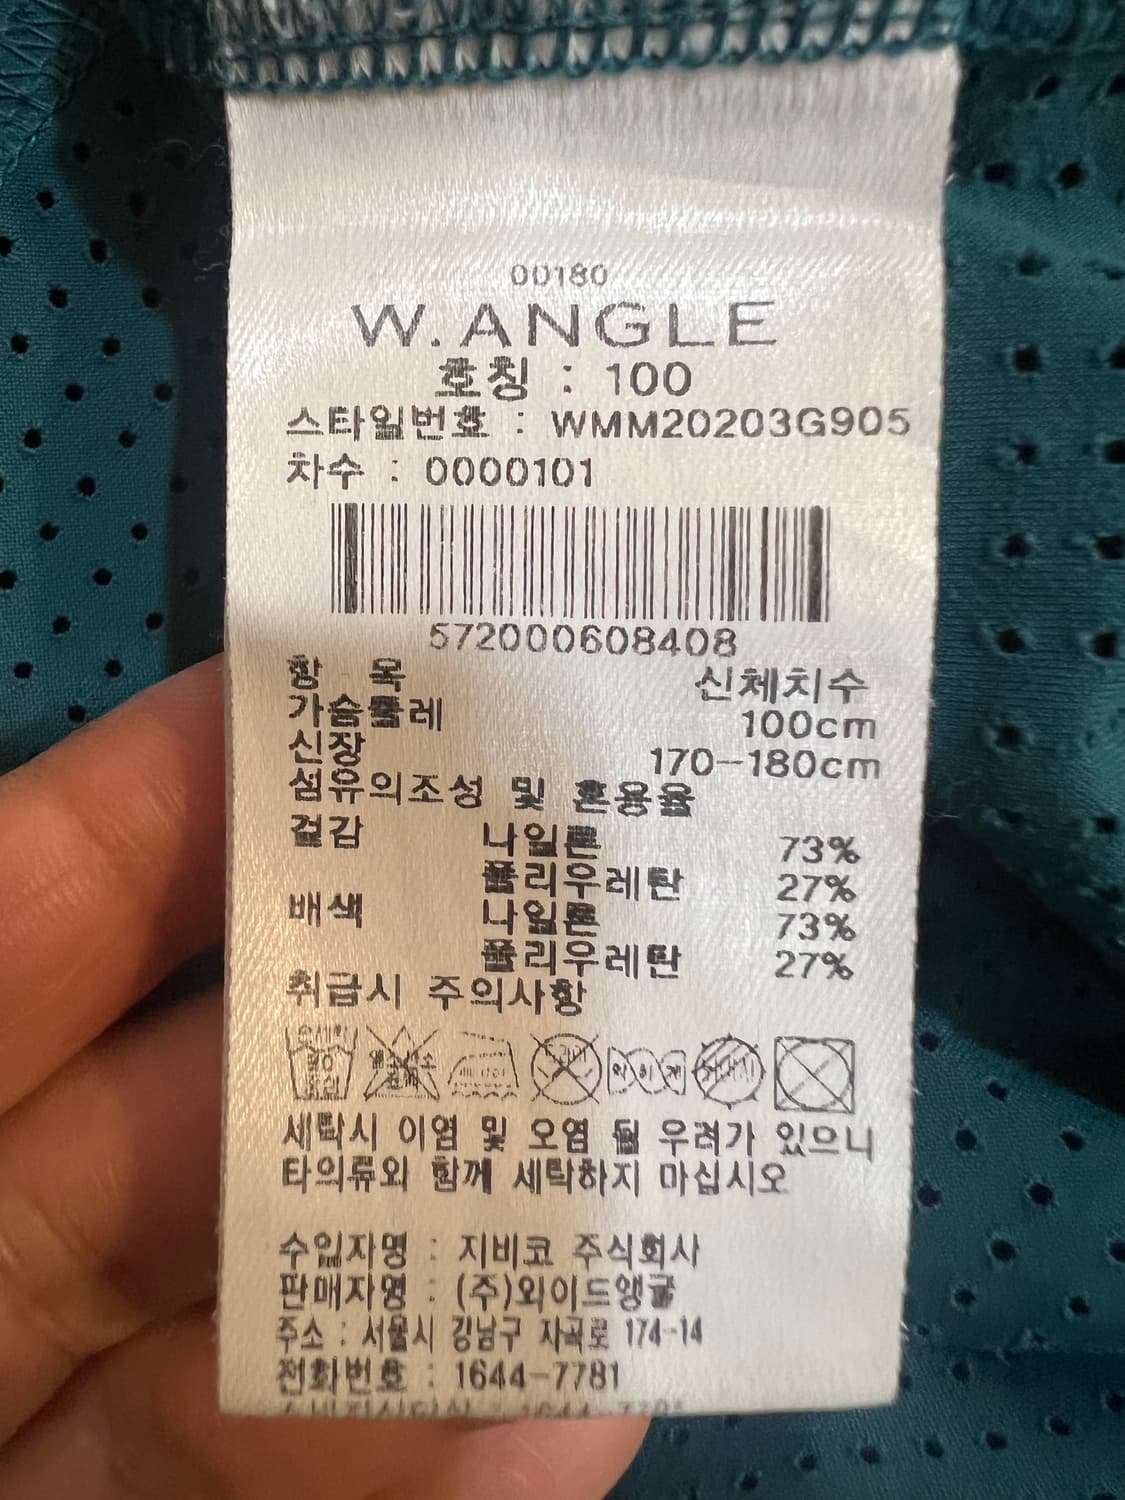 00180
W.ANGLE
호칭 : 100
스타일번호 : WMM20203G905
차수 : 0000101
572000608408
항 목 신체치수
가슴둘레 100cm
신장 170-180cm
섬유의조성 및 혼용율
겉감 나일론 73%
폴리우레탄 27%
배색 나일론 73%
폴리우레탄 27%
취급시 주의사항
약하게
세탁시 이염 및 오염 될 우려가 있으니
타의류와 함께 세탁하지 마십시오
수입자명 : 지비코 주식회사
판매자명 : (주)와이드앵글
주소 : 서울시 강남구 자곡로 174-14
전화번호 : 1644-7781